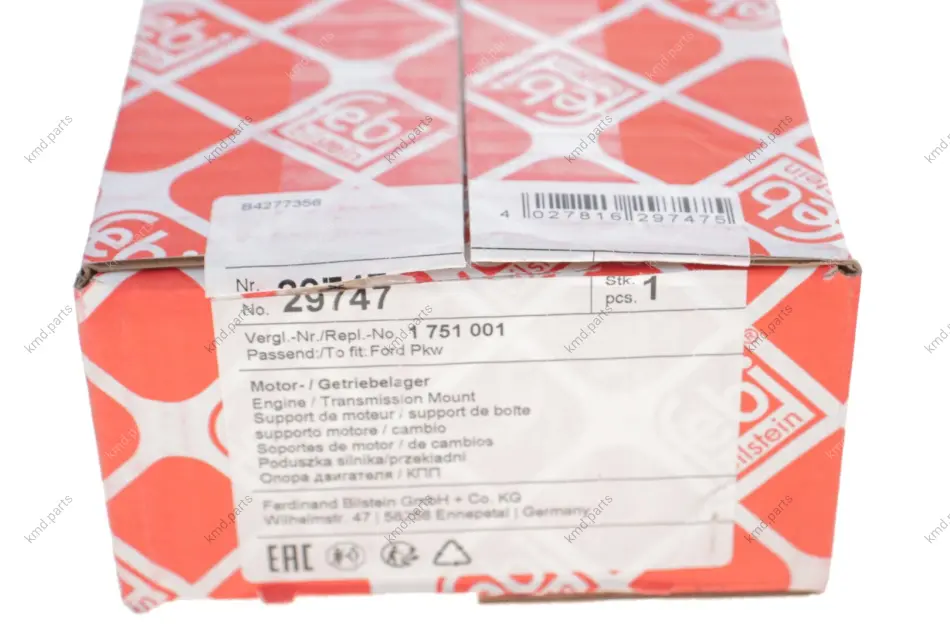 febi
bilstein
febi
B4277356
4 027816 297475
Nr.
No. 29747
Stk.
pcs. 1
Vergl.-Nr./Repl.-No. 1 751 001
Passend:/To fit: Ford Pkw
Motor- / Getriebelager
Engine / Transmission Mount
Support de moteur / support de boîte
supporto motore / cambio
Soportes de motor / de cambios
Poduszka silnika/przekładni
Опора двигателя / КПП
Ferdinand Bilstein GmbH + Co. KG
Wilhelmstr. 47 | 58256 Ennepetal | Germany
EAC
febi
bilstein
kmd.parts